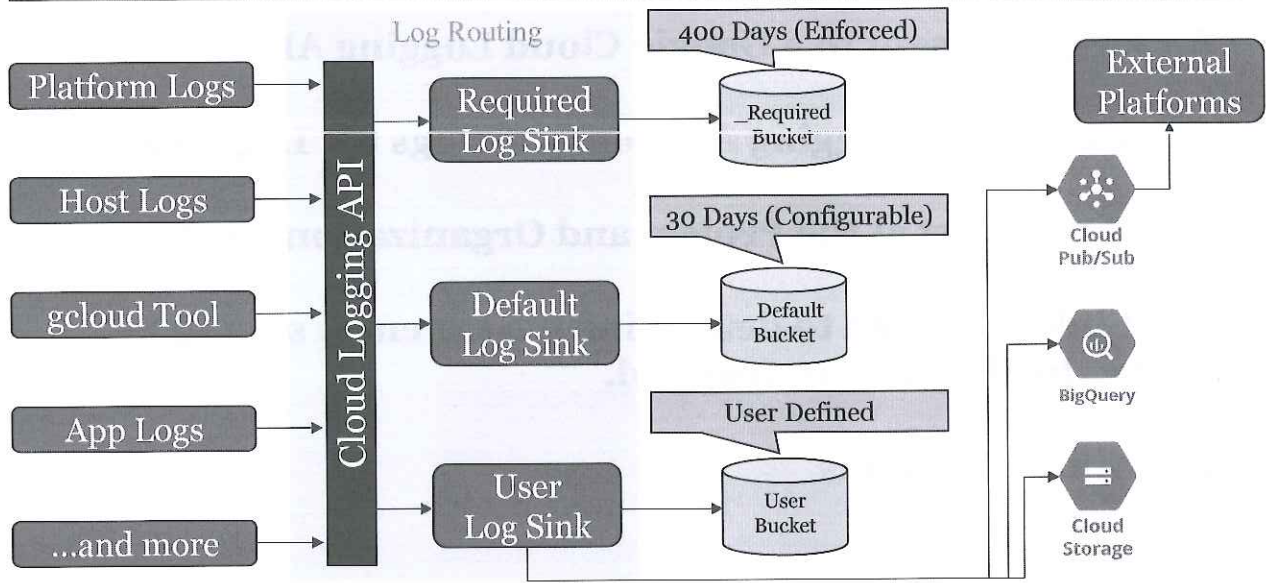 Log Routing
Platform Logs
Host Logs
gcloud Tool
App Logs
...and more
Cloud Logging API
Required
Log Sink
Default
Log Sink
User
Log Sink
400 Days (Enforced)
_Required
Bucket
30 Days (Configurable)
_Default
Bucket
User Defined
User
Bucket
External
Platforms
Cloud
Pub/Sub
BigQuery
Cloud
Storage